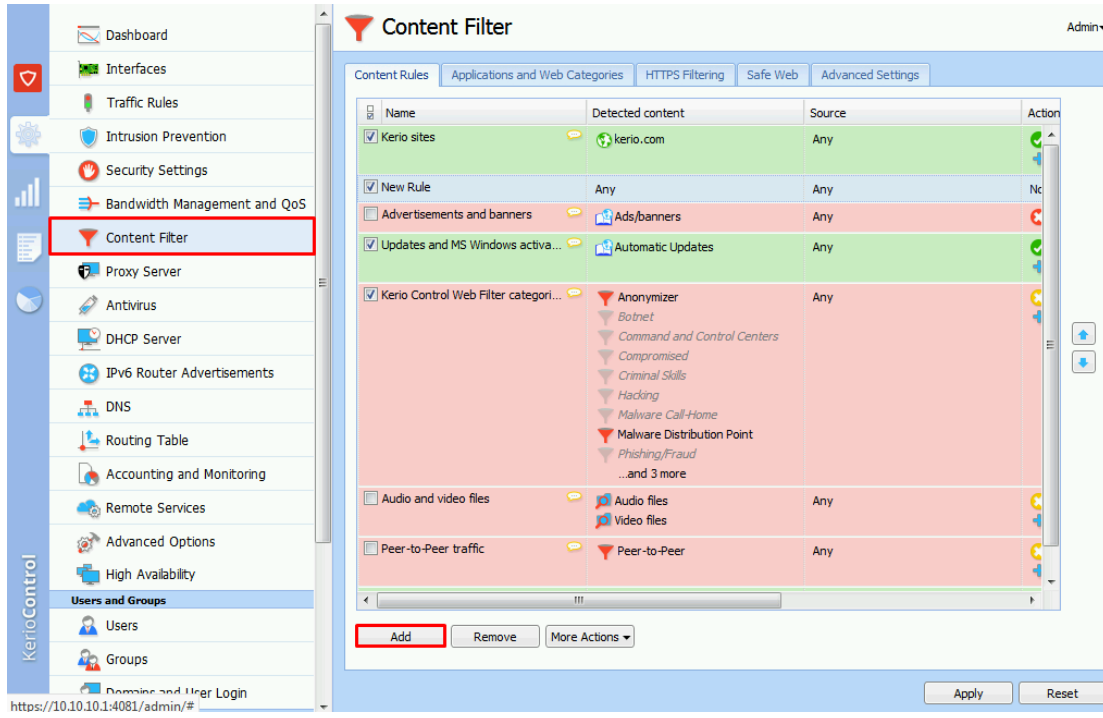 Dashboard
Interfaces
Traffic Rules
Intrusion Prevention
Security Settings
Bandwidth Management and QoS
Content Filter
Proxy Server
Antivirus
DHCP Server
IPv6 Router Advertisements
DNS
Routing Table
Accounting and Monitoring
Remote Services
Advanced Options
High Availability
Users and Groups
Users
Groups
Domains and User Login
https://10.10.10.1:4081/admin/#
KerioControl
Content Filter
Admin
Content Rules Applications and Web Categories HTTPS Filtering Safe Web Advanced Settings
Name Detected content Source Action
Kerio sites kerio.com Any
New Rule Any Any
Advertisements and banners Ads/banners Any
Updates and MS Windows activa... Automatic Updates Any
Kerio Control Web Filter categori... Anonymizer Any
Botnet
Command and Control Centers
Compromised
Criminal Skills
Hacking
Malware Call-Home
Malware Distribution Point
Phishing/Fraud
...and 3 more
Audio and video files Audio files Any
Video files
Peer-to-Peer traffic Peer-to-Peer Any
Add Remove More Actions
Apply Reset